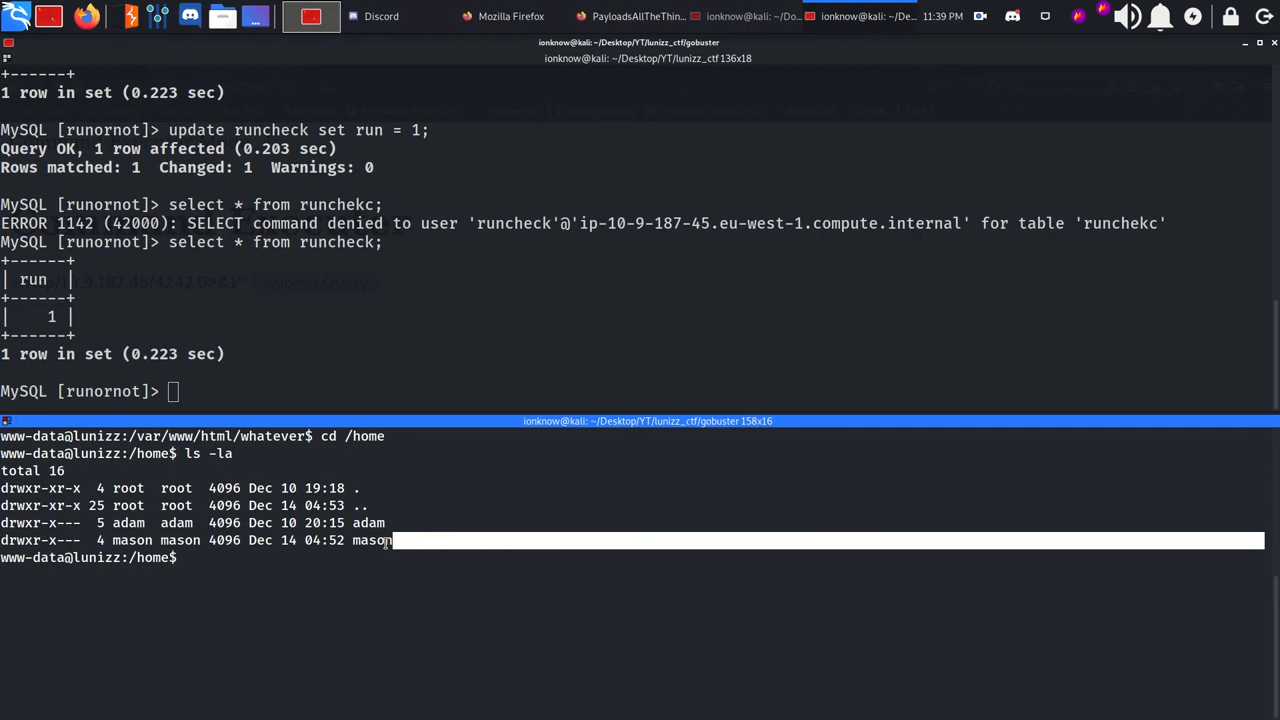 Discord
Mozilla Firefox
PayloadsAllTheThin...
ionknow@kali: ~/Do...
ionknow@kali: ~/De...
11:39 PM
ionknow@kali: ~/Desktop/YT/lunizz_ctf/gobuster
ionknow@kali: ~/Desktop/YT/lunizz_ctf 136x18
+------+
1 row in set (0.223 sec)
MySQL [runornot]> update runcheck set run = 1;
Query OK, 1 row affected (0.203 sec)
Rows matched: 1  Changed: 1  Warnings: 0
MySQL [runornot]> select * from runchekc;
ERROR 1142 (42000): SELECT command denied to user 'runcheck'@'ip-10-9-187-45.eu-west-1.compute.internal' for table 'runchekc'
MySQL [runornot]> select * from runcheck;
+------+
| run  |
+------+
|    1 |
+------+
1 row in set (0.223 sec)
MySQL [runornot]>
ionknow@kali: ~/Desktop/YT/lunizz_ctf/gobuster 158x16
www-data@lunizz:/var/www/html/whatever$ cd /home
www-data@lunizz:/home$ ls -la
total 16
drwxr-xr-x  4 root  root  4096 Dec 10 19:18 .
drwxr-xr-x 25 root  root  4096 Dec 14 04:53 ..
drwxr-x---  5 adam  adam  4096 Dec 10 20:15 adam
drwxr-x---  4 mason mason 4096 Dec 14 04:52 mason
www-data@lunizz:/home$